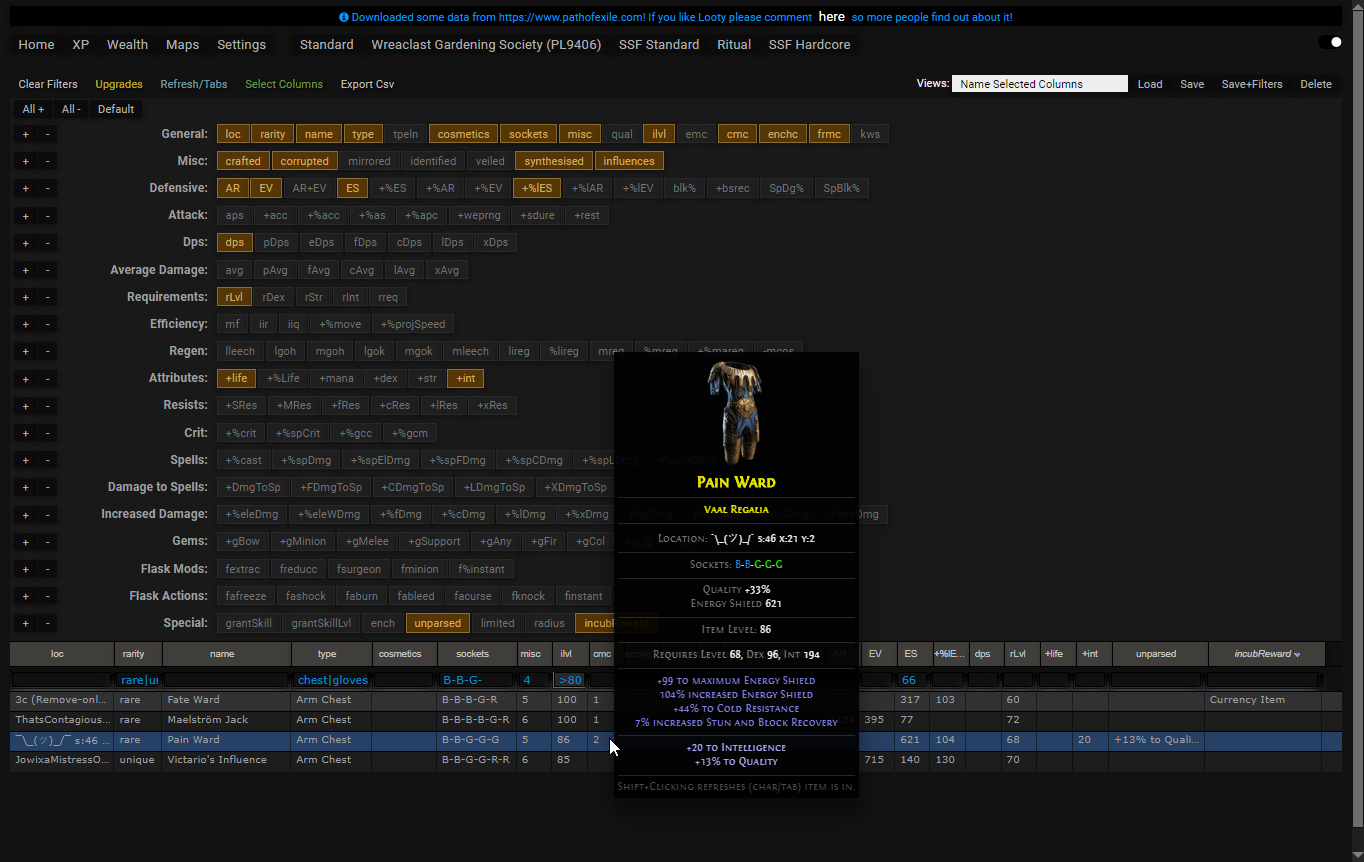 Downloaded some data from https://www.pathofexile.com! If you like Looty please comment here so more people find out about it!
Home XP Wealth Maps Settings Standard Wreaclast Gardening Society (PL9406) SSF Standard Ritual SSF Hardcore
Clear Filters Upgrades Refresh/Tabs Select Columns Export Csv Views: Name Selected Columns Load Save Save+Filters Delete
All + All - Default
+ - General: loc rarity name type tpeln cosmetics sockets misc qual ilvl emc cmc enchc frmc kws
+ - Misc: crafted corrupted mirrored identified veiled synthesised influences
+ - Defensive: AR EV AR+EV ES +%ES +%AR +%EV +%lES +%lAR +%lEV blk% +bsrec SpDg% SpBlk%
+ - Attack: aps +acc +%acc +%as +%apc +weprng +sdure +rest
+ - Dps: dps pDps eDps fDps cDps lDps xDps
+ - Average Damage: avg pAvg fAvg cAvg lAvg xAvg
+ - Requirements: rLvl rDex rStr rInt rreq
+ - Efficiency: mf iir iiq +%move +%projSpeed
+ - Regen: lleech lgoh mgoh lgok mgok mleech lireg %lireg mreg %mreg +%mareg -mcos
+ - Attributes: +life +%Life +mana +dex +str +int
+ - Resists: +SRes +MRes +fRes +cRes +lRes +xRes
+ - Crit: +%crit +%spCrit +%gcc +%gcm
+ - Spells: +%cast +%spDmg +%spElDmg +%spFDmg +%spCDmg
+ - Damage to Spells: +DmgToSp +FDmgToSp +CDmgToSp +LDmgToSp +XDmgToSp
+ - Increased Damage: +%eleDmg +%eleWDmg +%fDmg +%cDmg +%lDmg +%xDmg
+ - Gems: +gBow +gMinion +gMelee +gSupport +gAny +gFir +gCol
+ - Flask Mods: fextrac freducc fsurgeon fminion f%instant
+ - Flask Actions: fafreeze fashock faburn fableed facurse fknock finstant
+ - Special: grantSkill grantSkillLvl ench unparsed limited radius incubReward
Pain Ward
Vaal Regalia
Location: ¯\_(ツ)_/¯ s:46 x:21 y:2
Sockets: B-B-G-G-G
Quality +33%
Energy Shield 621
Item Level: 86
Requires Level 68, Dex 96, Int 194
+99 to maximum Energy Shield
104% increased Energy Shield
+44% to Cold Resistance
7% increased Stun and Block Recovery
+20 to Intelligence
+13% to Quality
Shift+Clicking refreshes (char/tab) item is in.
loc rarity name type cosmetics sockets misc ilvl cmc AR EV ES +%lE... dps rLvl +life +int unparsed incubReward
rare|u chest|gloves B-B-G- 4 >80 66
3c (Remove-onl... rare Fate Ward Arm Chest B-B-B-G-R 5 100 1 317 103 60 Currency Item
ThatsContagious... rare Maelström Jack Arm Chest B-B-B-G-G-R 6 100 1 395 77 72
¯\_(ツ)_/¯ s:46 ... rare Pain Ward Arm Chest B-B-G-G-G 5 86 2 621 104 68 20 +13% to Quali...
JowixaMistressO... unique Victario's Influence Arm Chest B-B-G-G-R-R 6 85 715 140 130 70